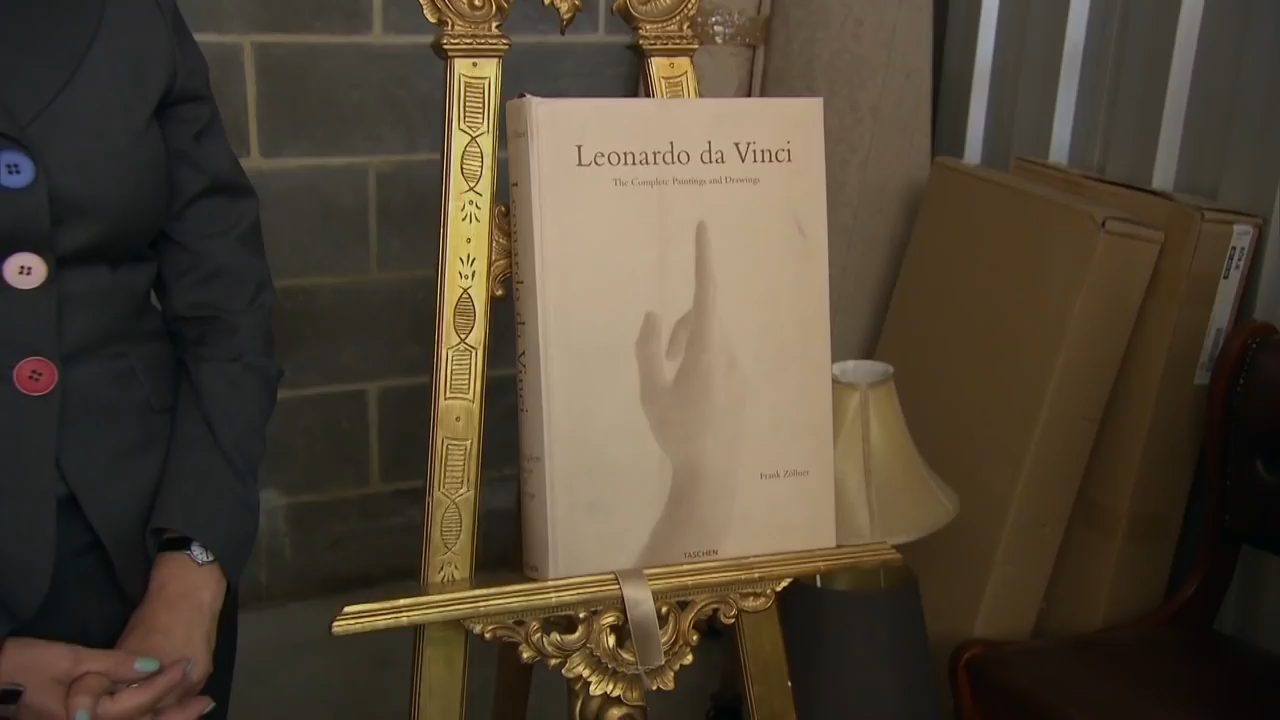 Leonardo da Vinci
The Complete Paintings and Drawings
Frank Zöllner
TASCHEN
Leonardo da Vinci